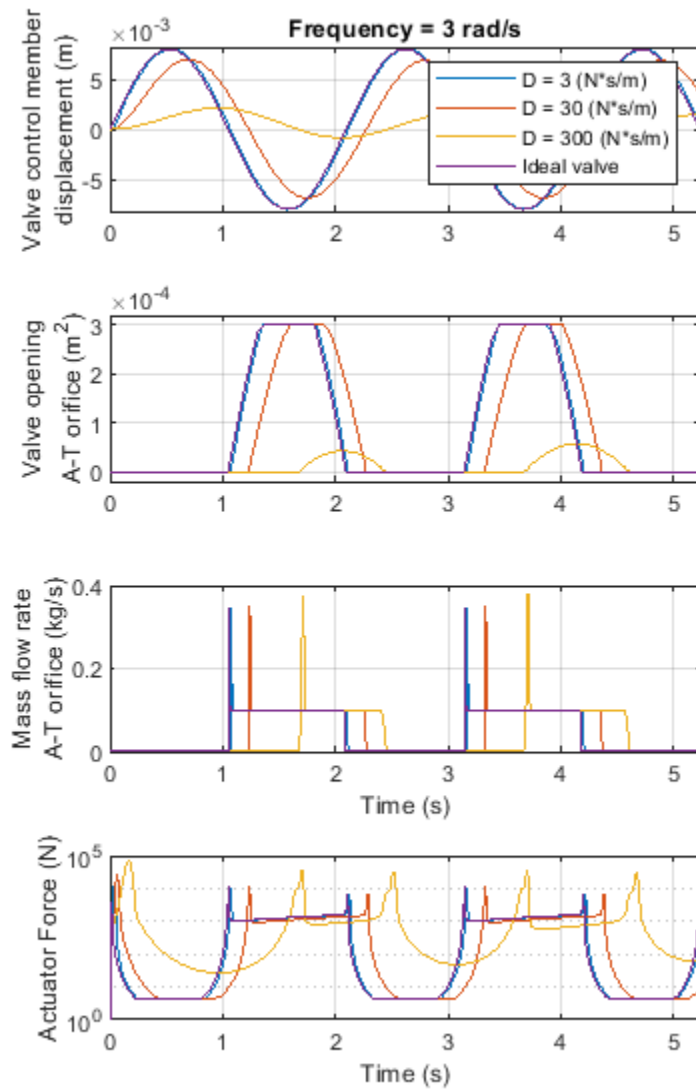 Frequency = 3 rad/s
×10⁻³
Valve control member
displacement (m)
5
0
-5
D = 3 (N*s/m)
D = 30 (N*s/m)
D = 300 (N*s/m)
Ideal valve
0 1 2 3 4 5
×10⁻⁴
Valve opening
A-T orifice (m²)
3
2
1
0
0 1 2 3 4 5
Mass flow rate
A-T orifice (kg/s)
0.4
0.2
0
0 1 2 3 4 5
Time (s)
Actuator Force (N)
10⁵
10⁰
0 1 2 3 4 5
Time (s)